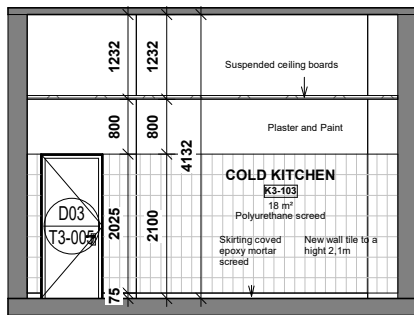 1232
1232
Suspended ceiling boards
800
800
Plaster and Paint
4132
COLD KITCHEN
K3-103
18 m²
Polyurethane screed
D03
T3-005
2025
2100
Skirting coved
epoxy mortar
screed
New wall tile to a
hight 2,1m
75